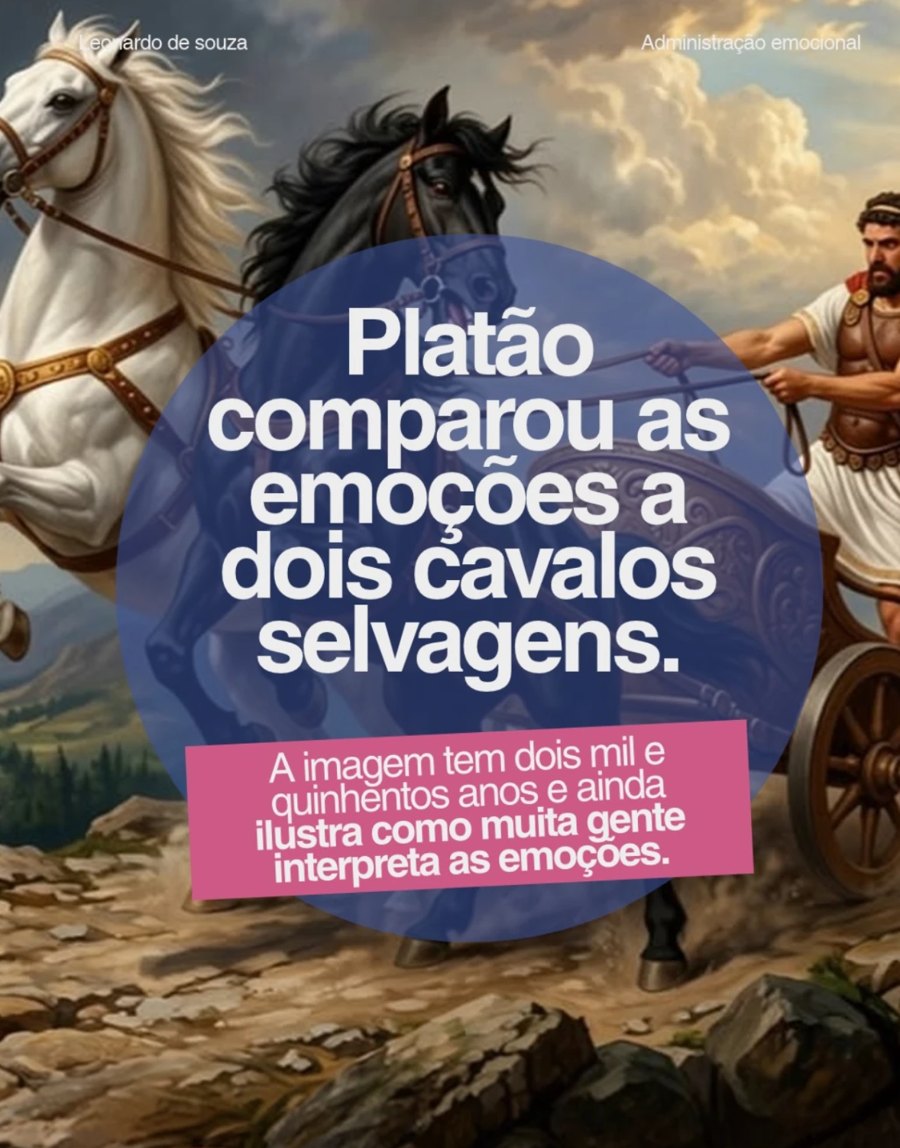 Leonardo de souza
Administração emocional
Platão
comparou as
emoções a
dois cavalos
selvagens.
A imagem tem dois mil e
quinhentos anos e ainda
ilustra como muita gente
interpreta as emoções.